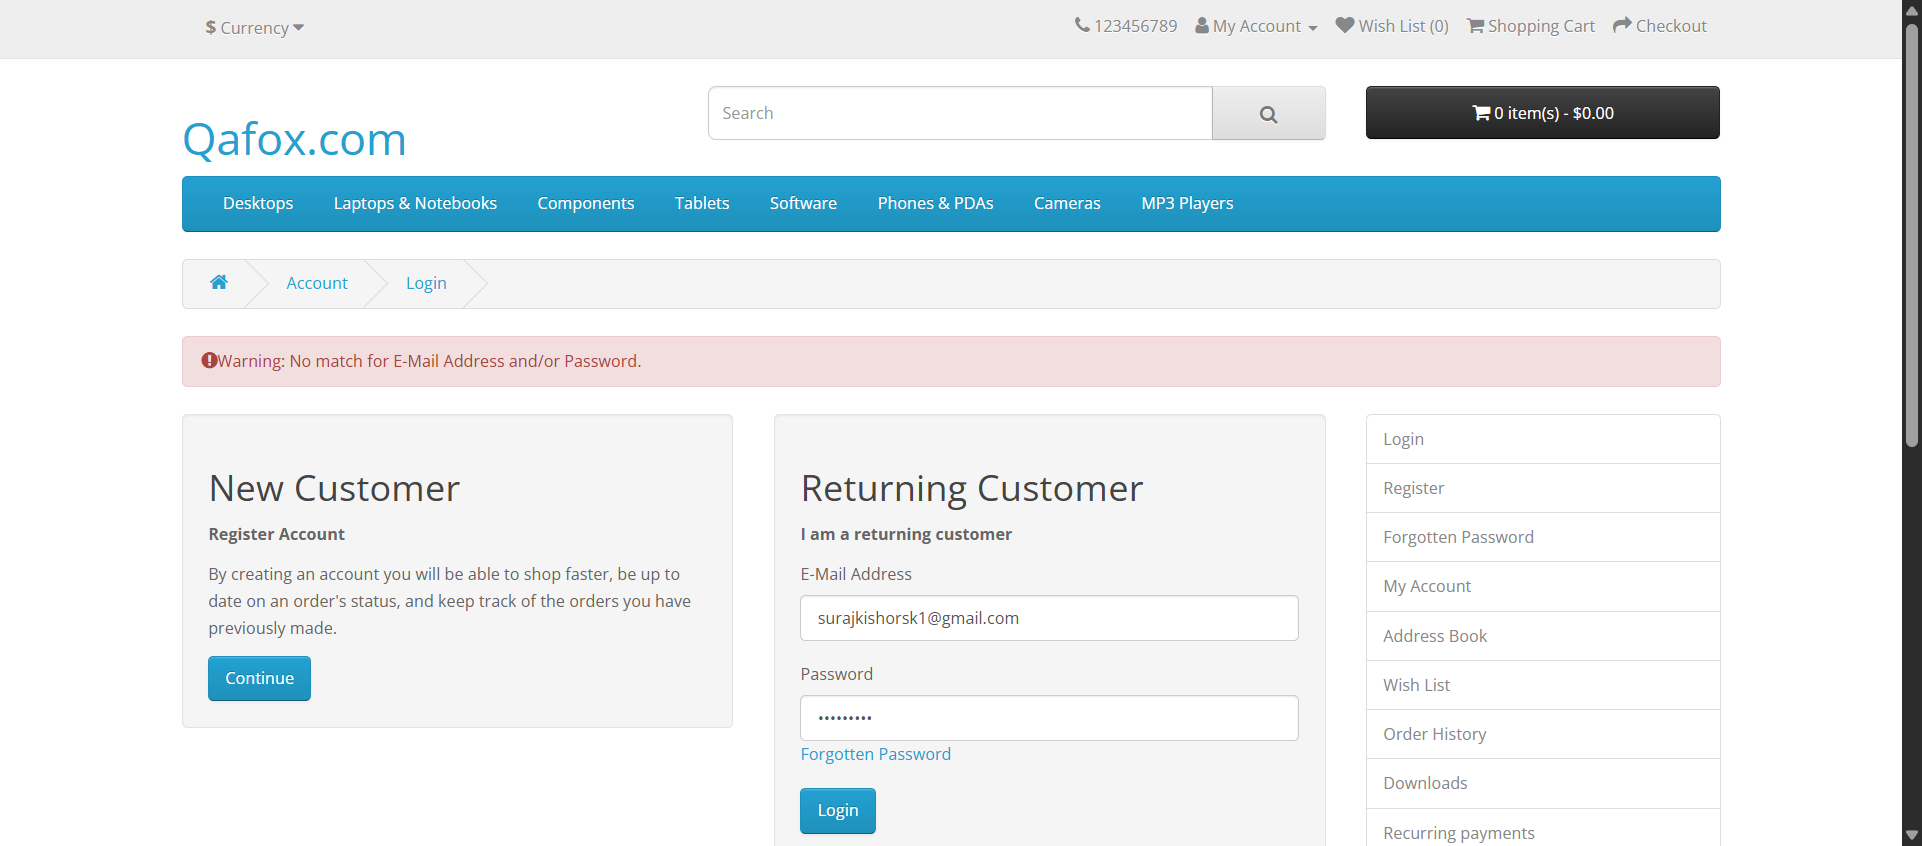 $ Currency
123456789 My Account Wish List (0) Shopping Cart Checkout
Search
0 item(s) - $0.00
Qafox.com
Desktops Laptops & Notebooks Components Tablets Software Phones & PDAs Cameras MP3 Players
Account Login
Warning: No match for E-Mail Address and/or Password.
New Customer
Register Account
By creating an account you will be able to shop faster, be up to
date on an order's status, and keep track of the orders you have
previously made.
Continue
Returning Customer
I am a returning customer
E-Mail Address
surajkishorsk1@gmail.com
Password
•••••••••
Forgotten Password
Login
Login
Register
Forgotten Password
My Account
Address Book
Wish List
Order History
Downloads
Recurring payments